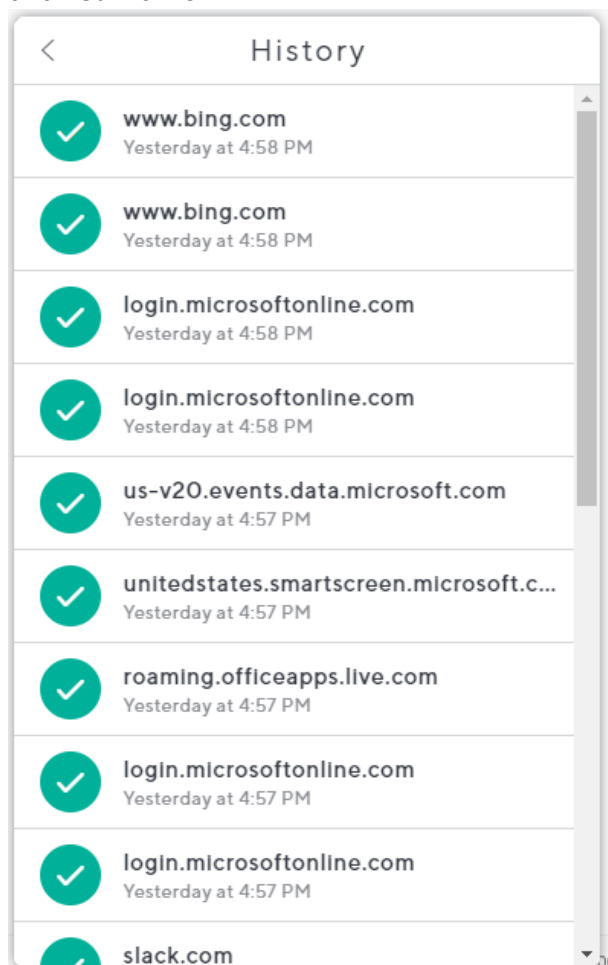 History
www.bing.com
Yesterday at 4:58 PM
www.bing.com
Yesterday at 4:58 PM
login.microsoftonline.com
Yesterday at 4:58 PM
login.microsoftonline.com
Yesterday at 4:58 PM
us-v20.events.data.microsoft.com
Yesterday at 4:57 PM
unitedstates.smartscreen.microsoft.c...
Yesterday at 4:57 PM
roaming.officeapps.live.com
Yesterday at 4:57 PM
login.microsoftonline.com
Yesterday at 4:57 PM
login.microsoftonline.com
Yesterday at 4:57 PM
slack.com